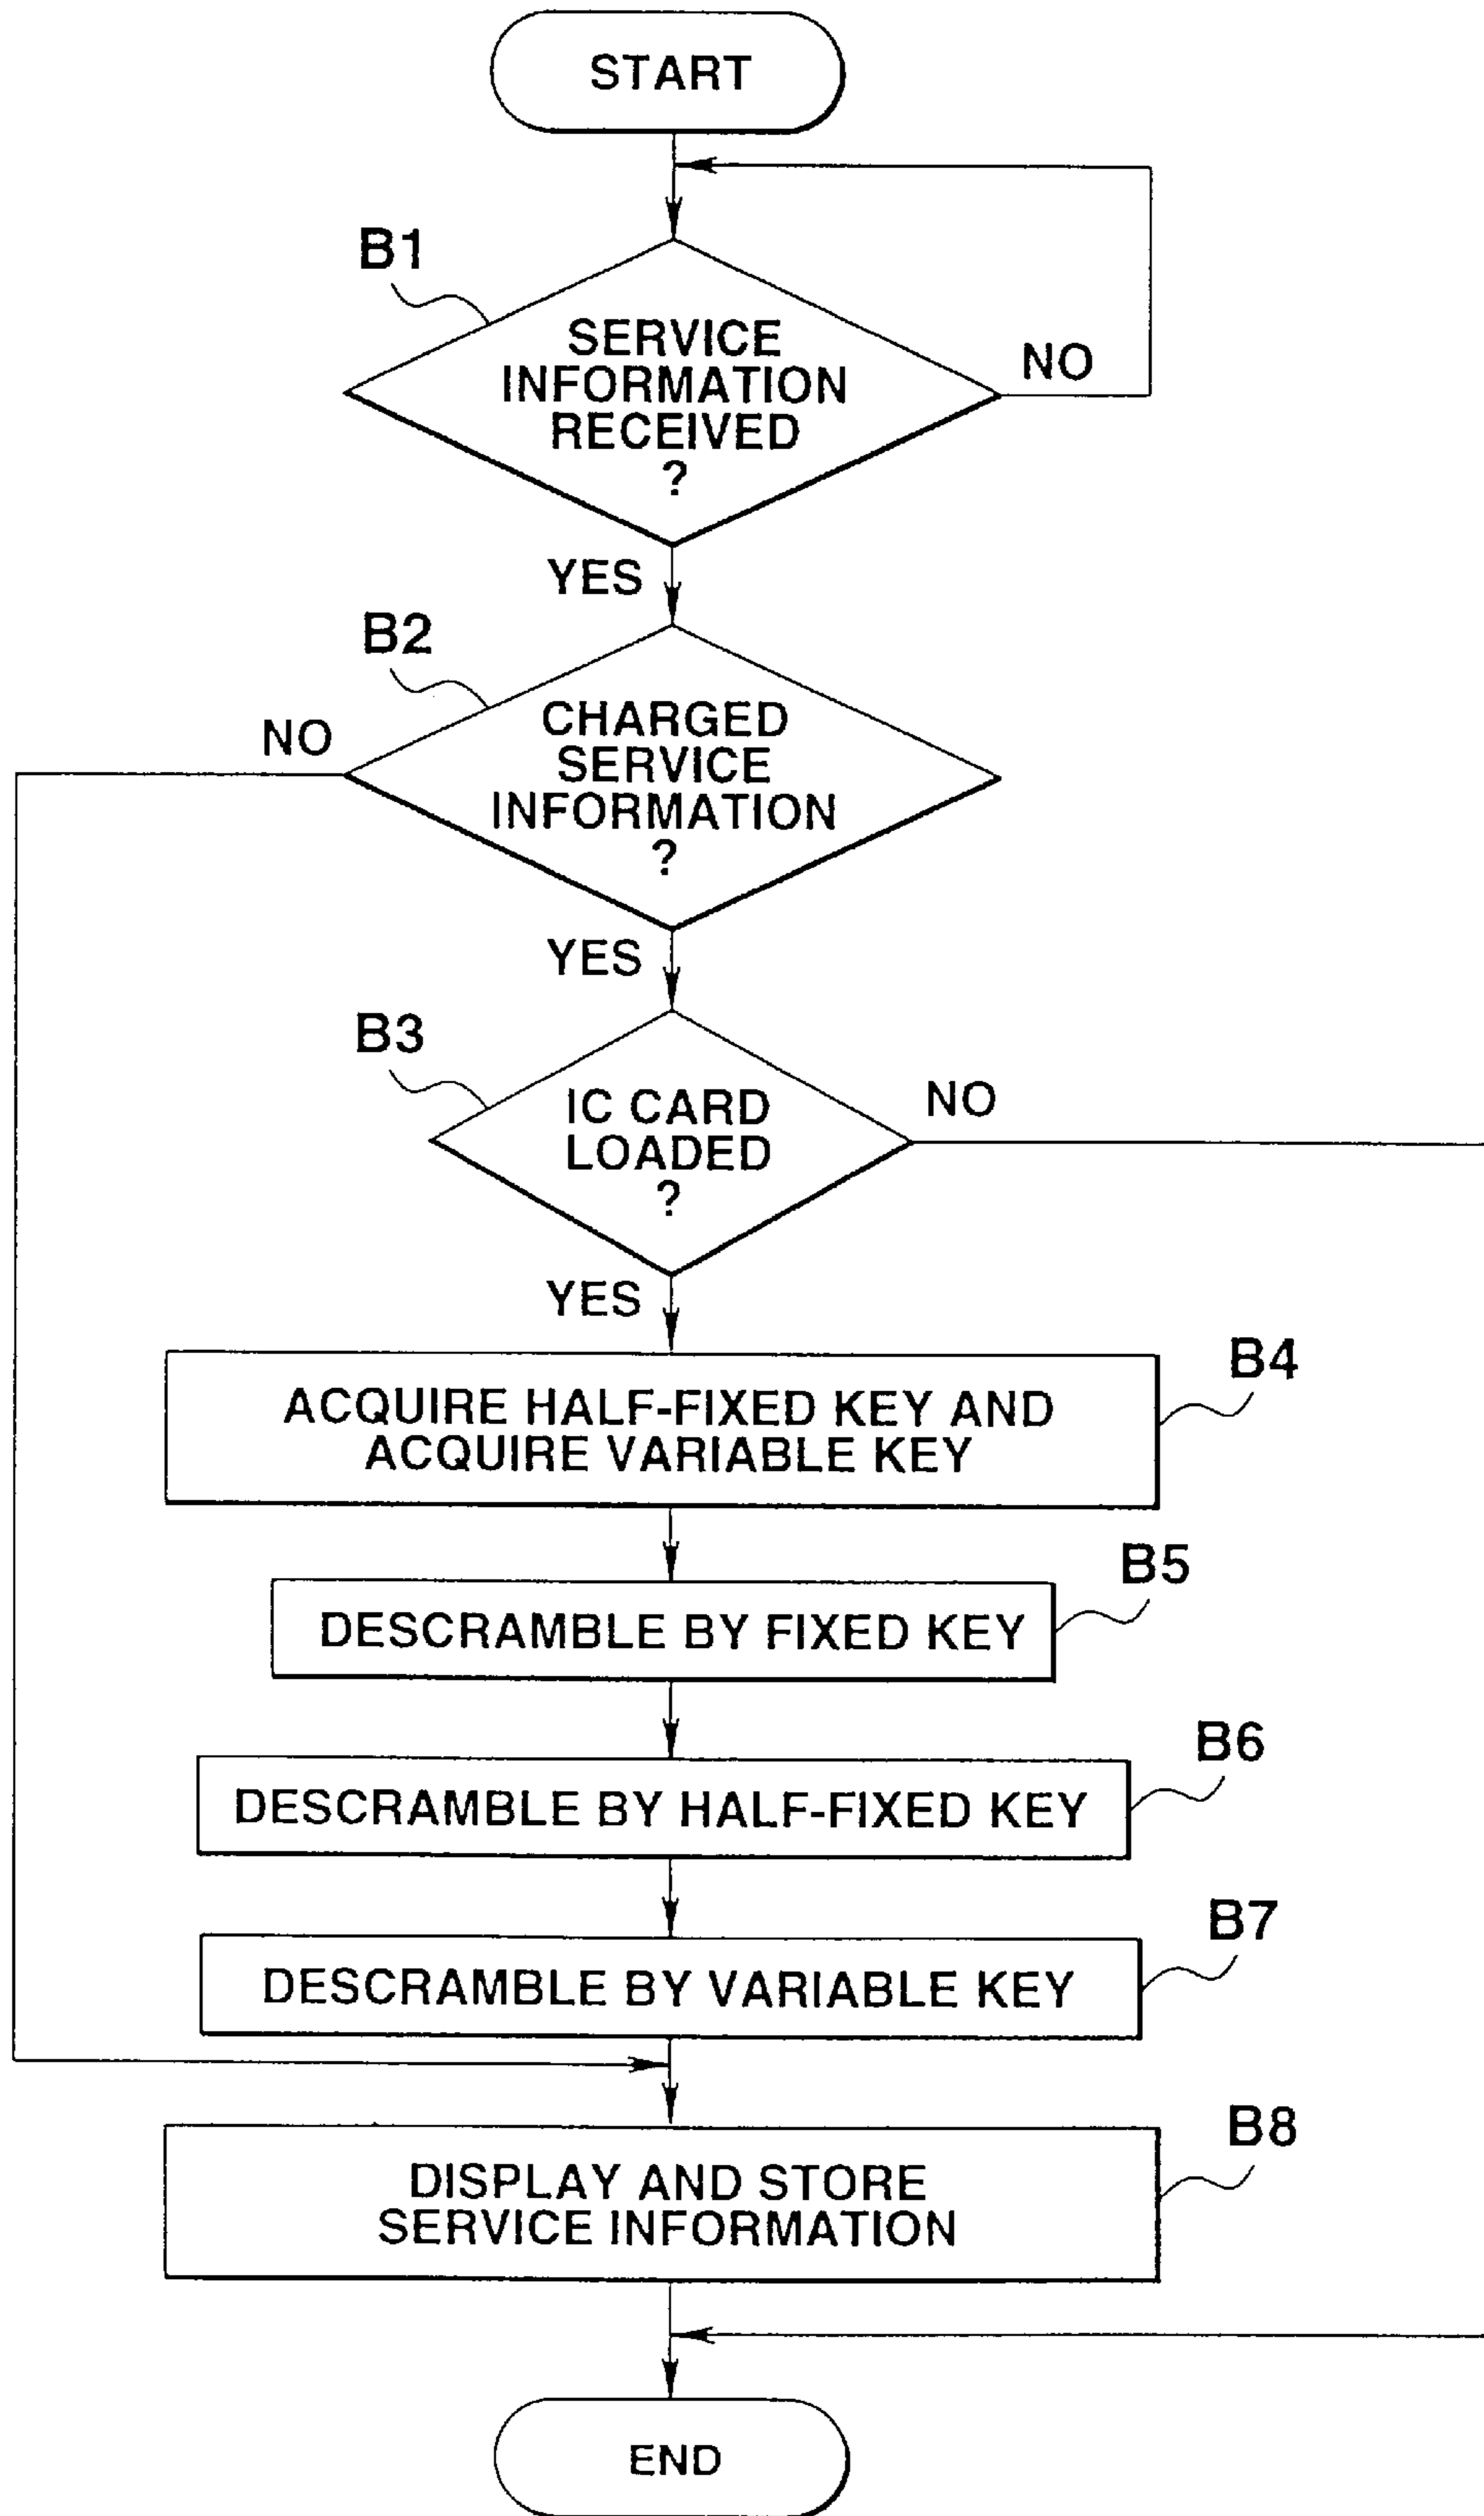 START
B1
SERVICE
INFORMATION
RECEIVED
?
NO
YES
B2
CHARGED
SERVICE
INFORMATION
?
NO
YES
B3
IC CARD
LOADED
?
NO
YES
B4
ACQUIRE HALF-FIXED KEY AND
ACQUIRE VARIABLE KEY
B5
DESCRAMBLE BY FIXED KEY
B6
DESCRAMBLE BY HALF-FIXED KEY
B7
DESCRAMBLE BY VARIABLE KEY
B8
DISPLAY AND STORE
SERVICE INFORMATION
END